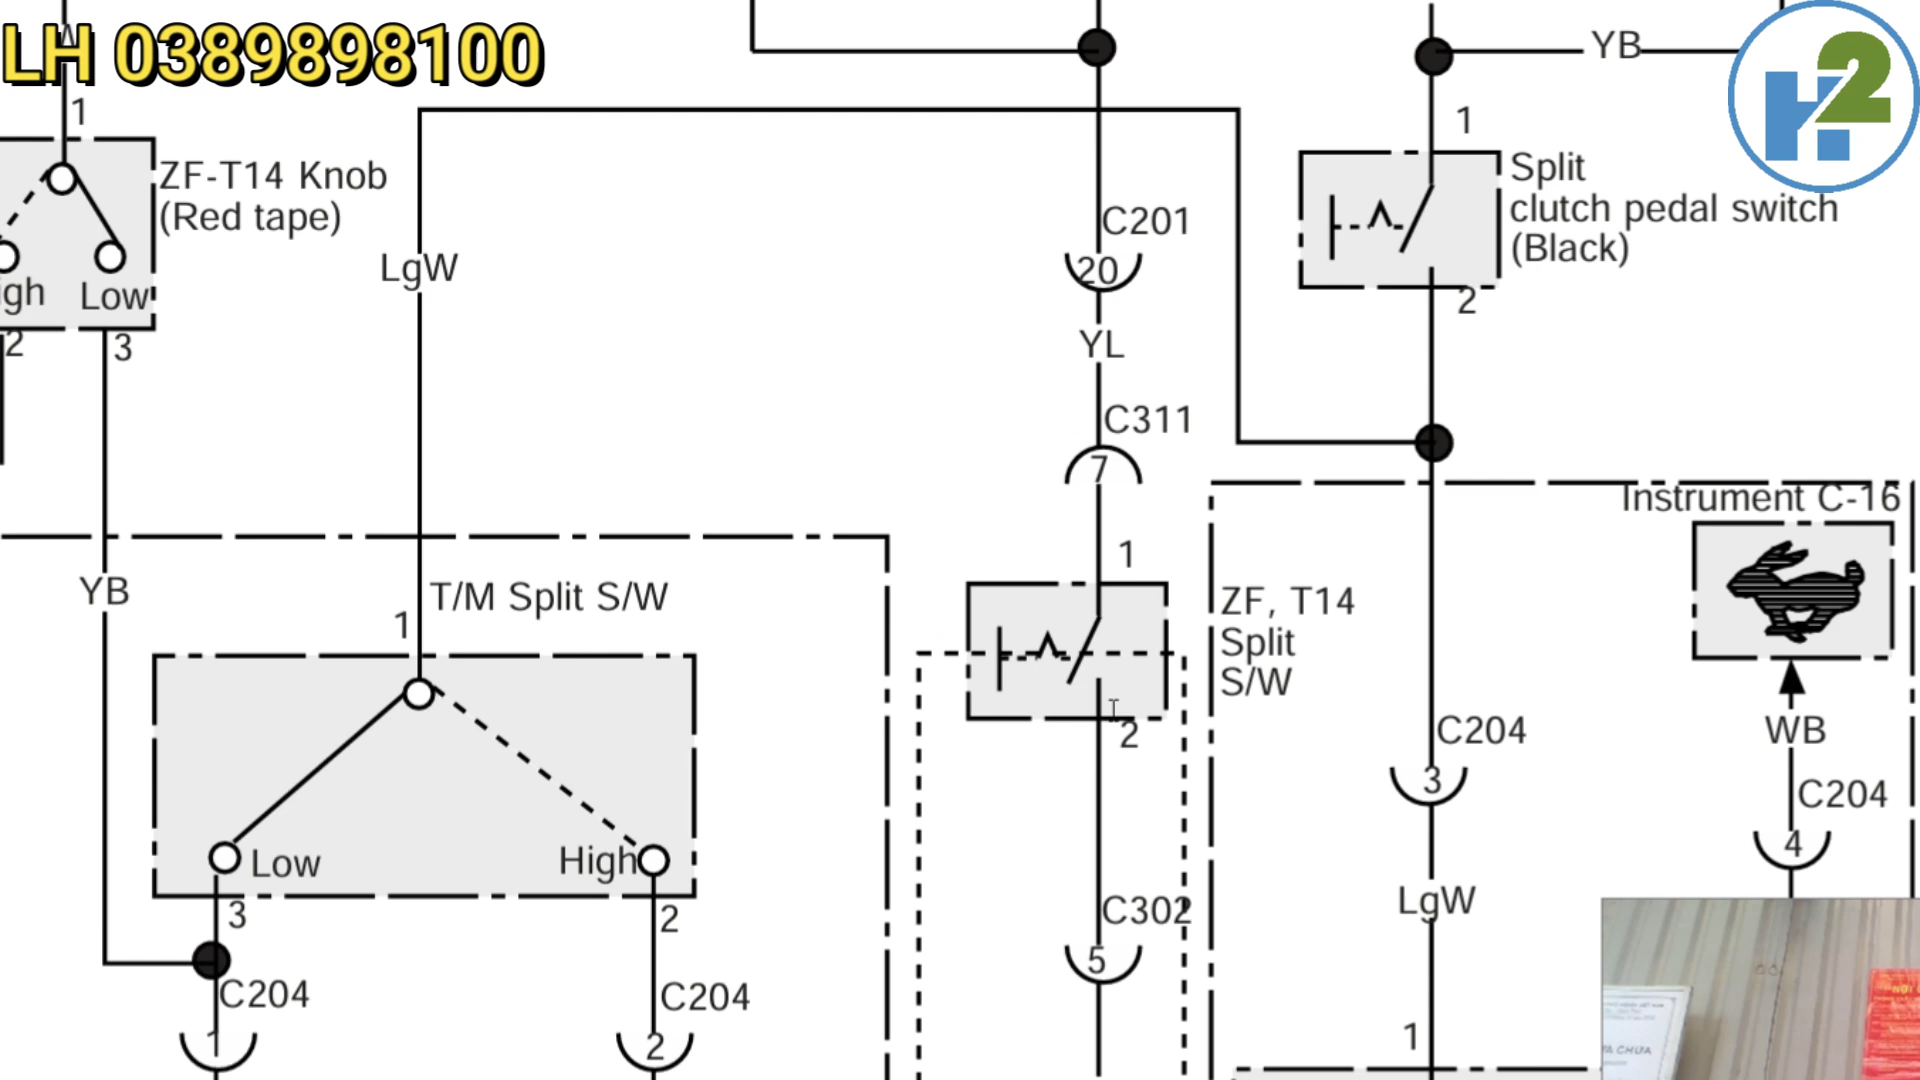 LH 0389898100
YB
H2
1
1
ZF-T14 Knob
(Red tape)
Split
clutch pedal switch
(Black)
C201
20
LgW
igh
Low
2
3
2
YL
C311
7
Instrument C-16
1
YB
T/M Split S/W
1
ZF, T14
Split
S/W
2
C204
3
WB
C204
4
Low
High
3
2
C302
5
LgW
C204
1
C204
2
1